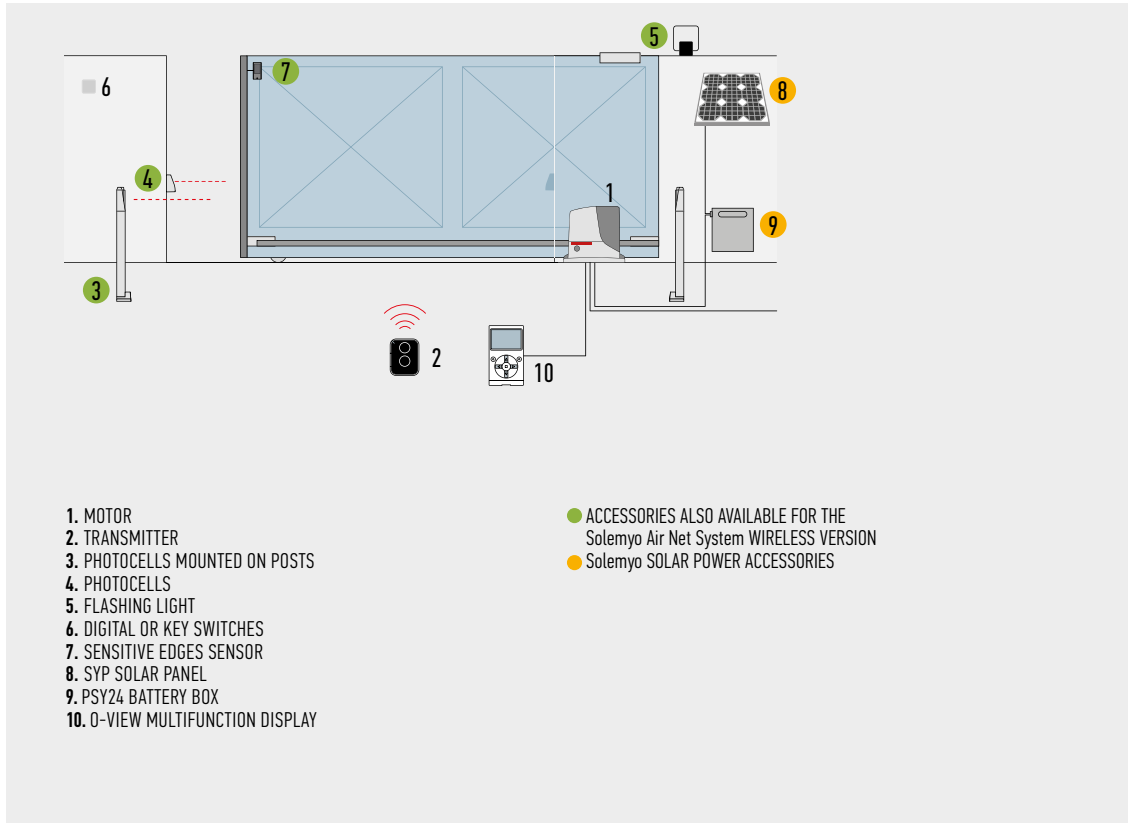 5
7
6
8
4
1
9
3
2
10
1. MOTOR
2. TRANSMITTER
3. PHOTOCELLS MOUNTED ON POSTS
4. PHOTOCELLS
5. FLASHING LIGHT
6. DIGITAL OR KEY SWITCHES
7. SENSITIVE EDGES SENSOR
8. SYP SOLAR PANEL
9. PSY24 BATTERY BOX
10. O-VIEW MULTIFUNCTION DISPLAY
ACCESSORIES ALSO AVAILABLE FOR THE
Solemyo Air Net System WIRELESS VERSION
Solemyo SOLAR POWER ACCESSORIES